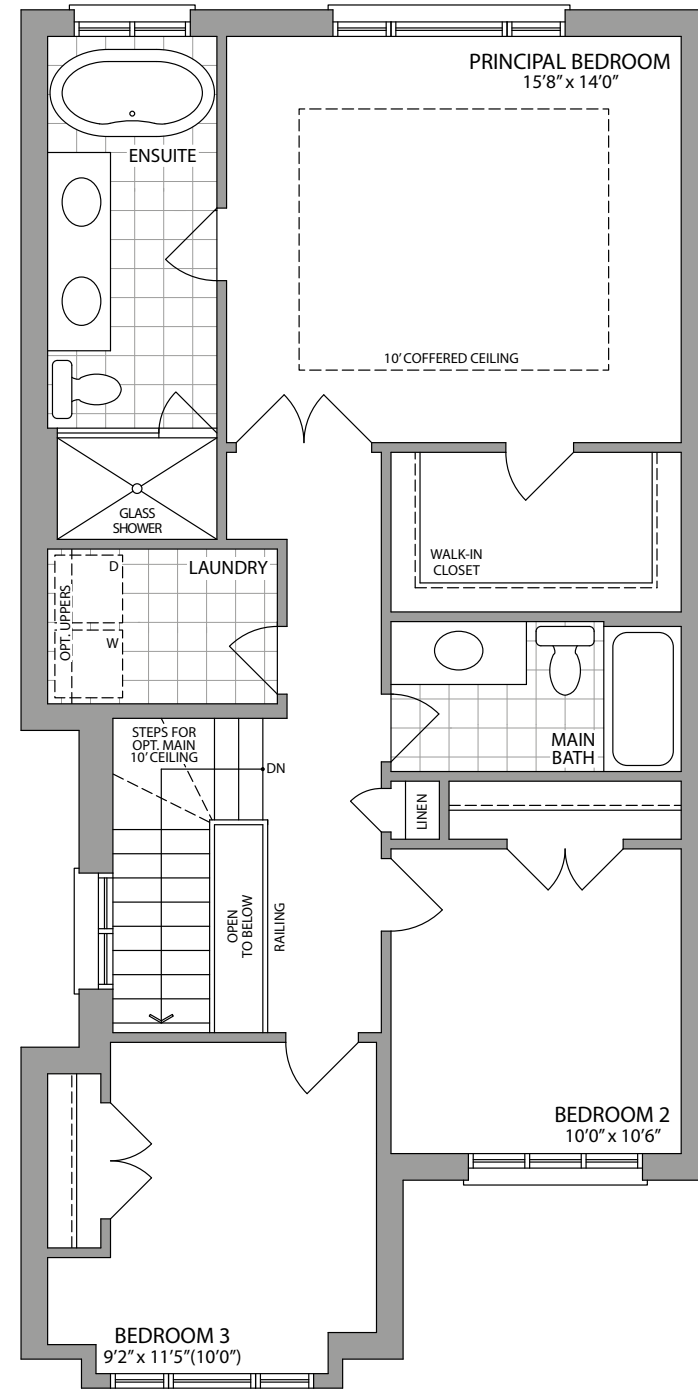 PRINCIPAL BEDROOM
15’8” x 14’0”
ENSUITE
10’ COFFERED CEILING
GLASS
SHOWER
WALK-IN
CLOSET
LAUNDRY
D
W
OPT. UPPERS
MAIN
BATH
STEPS FOR
OPT. MAIN
10’ CEILING
DN
LINEN
OPEN
TO BELOW
RAILING
BEDROOM 2
10’0” x 10’6”
BEDROOM 3
9’2” x 11’5”(10’0”)